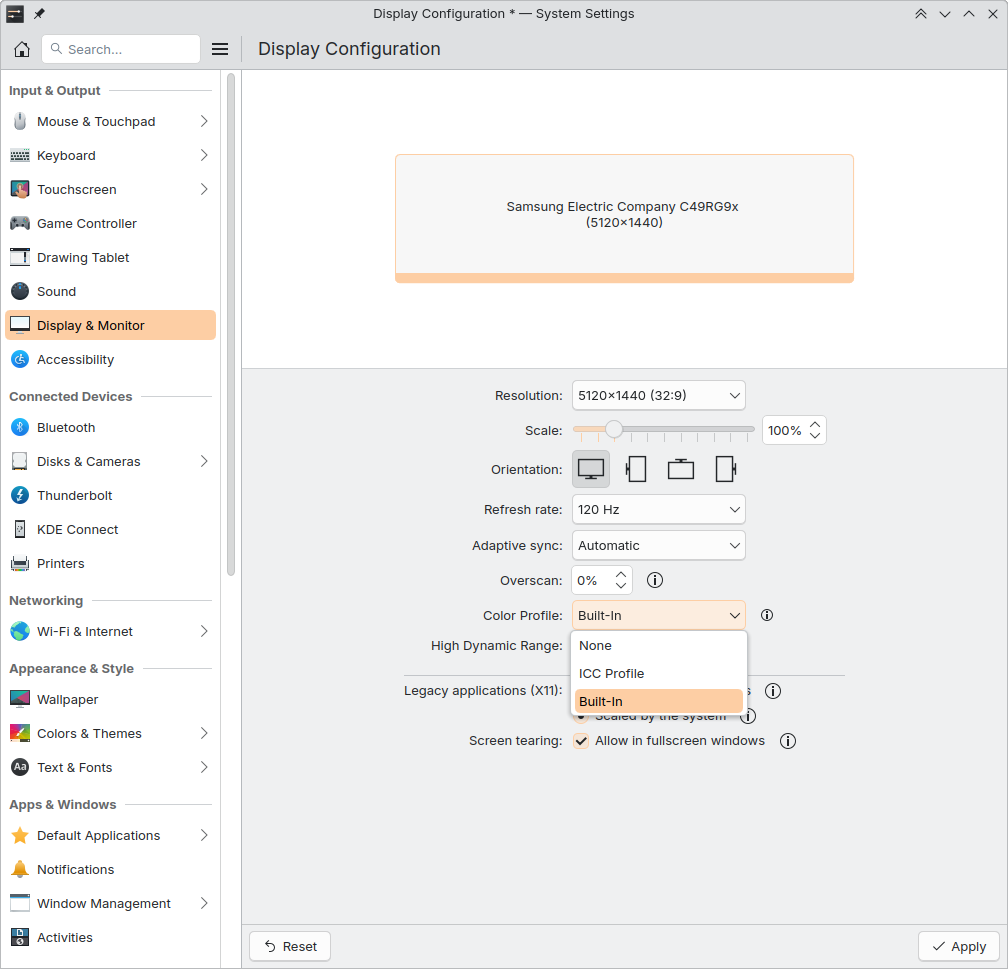 Display Configuration * — System Settings
Search...
Display Configuration
Input & Output
Mouse & Touchpad
Keyboard
Touchscreen
Game Controller
Drawing Tablet
Sound
Display & Monitor
Accessibility
Connected Devices
Bluetooth
Disks & Cameras
Thunderbolt
KDE Connect
Printers
Networking
Wi-Fi & Internet
Appearance & Style
Wallpaper
Colors & Themes
Aa Text & Fonts
Apps & Windows
Default Applications
Notifications
Window Management
Activities
Samsung Electric Company C49RG9x
(5120×1440)
Resolution: 5120×1440 (32:9)
Scale: 100%
Orientation:
Refresh rate: 120 Hz
Adaptive sync: Automatic
Overscan: 0%
Color Profile: Built-In
High Dynamic Range:
None
ICC Profile
Built-In
Legacy applications (X11):
Scaled by the system
Screen tearing: Allow in fullscreen windows
Reset
Apply